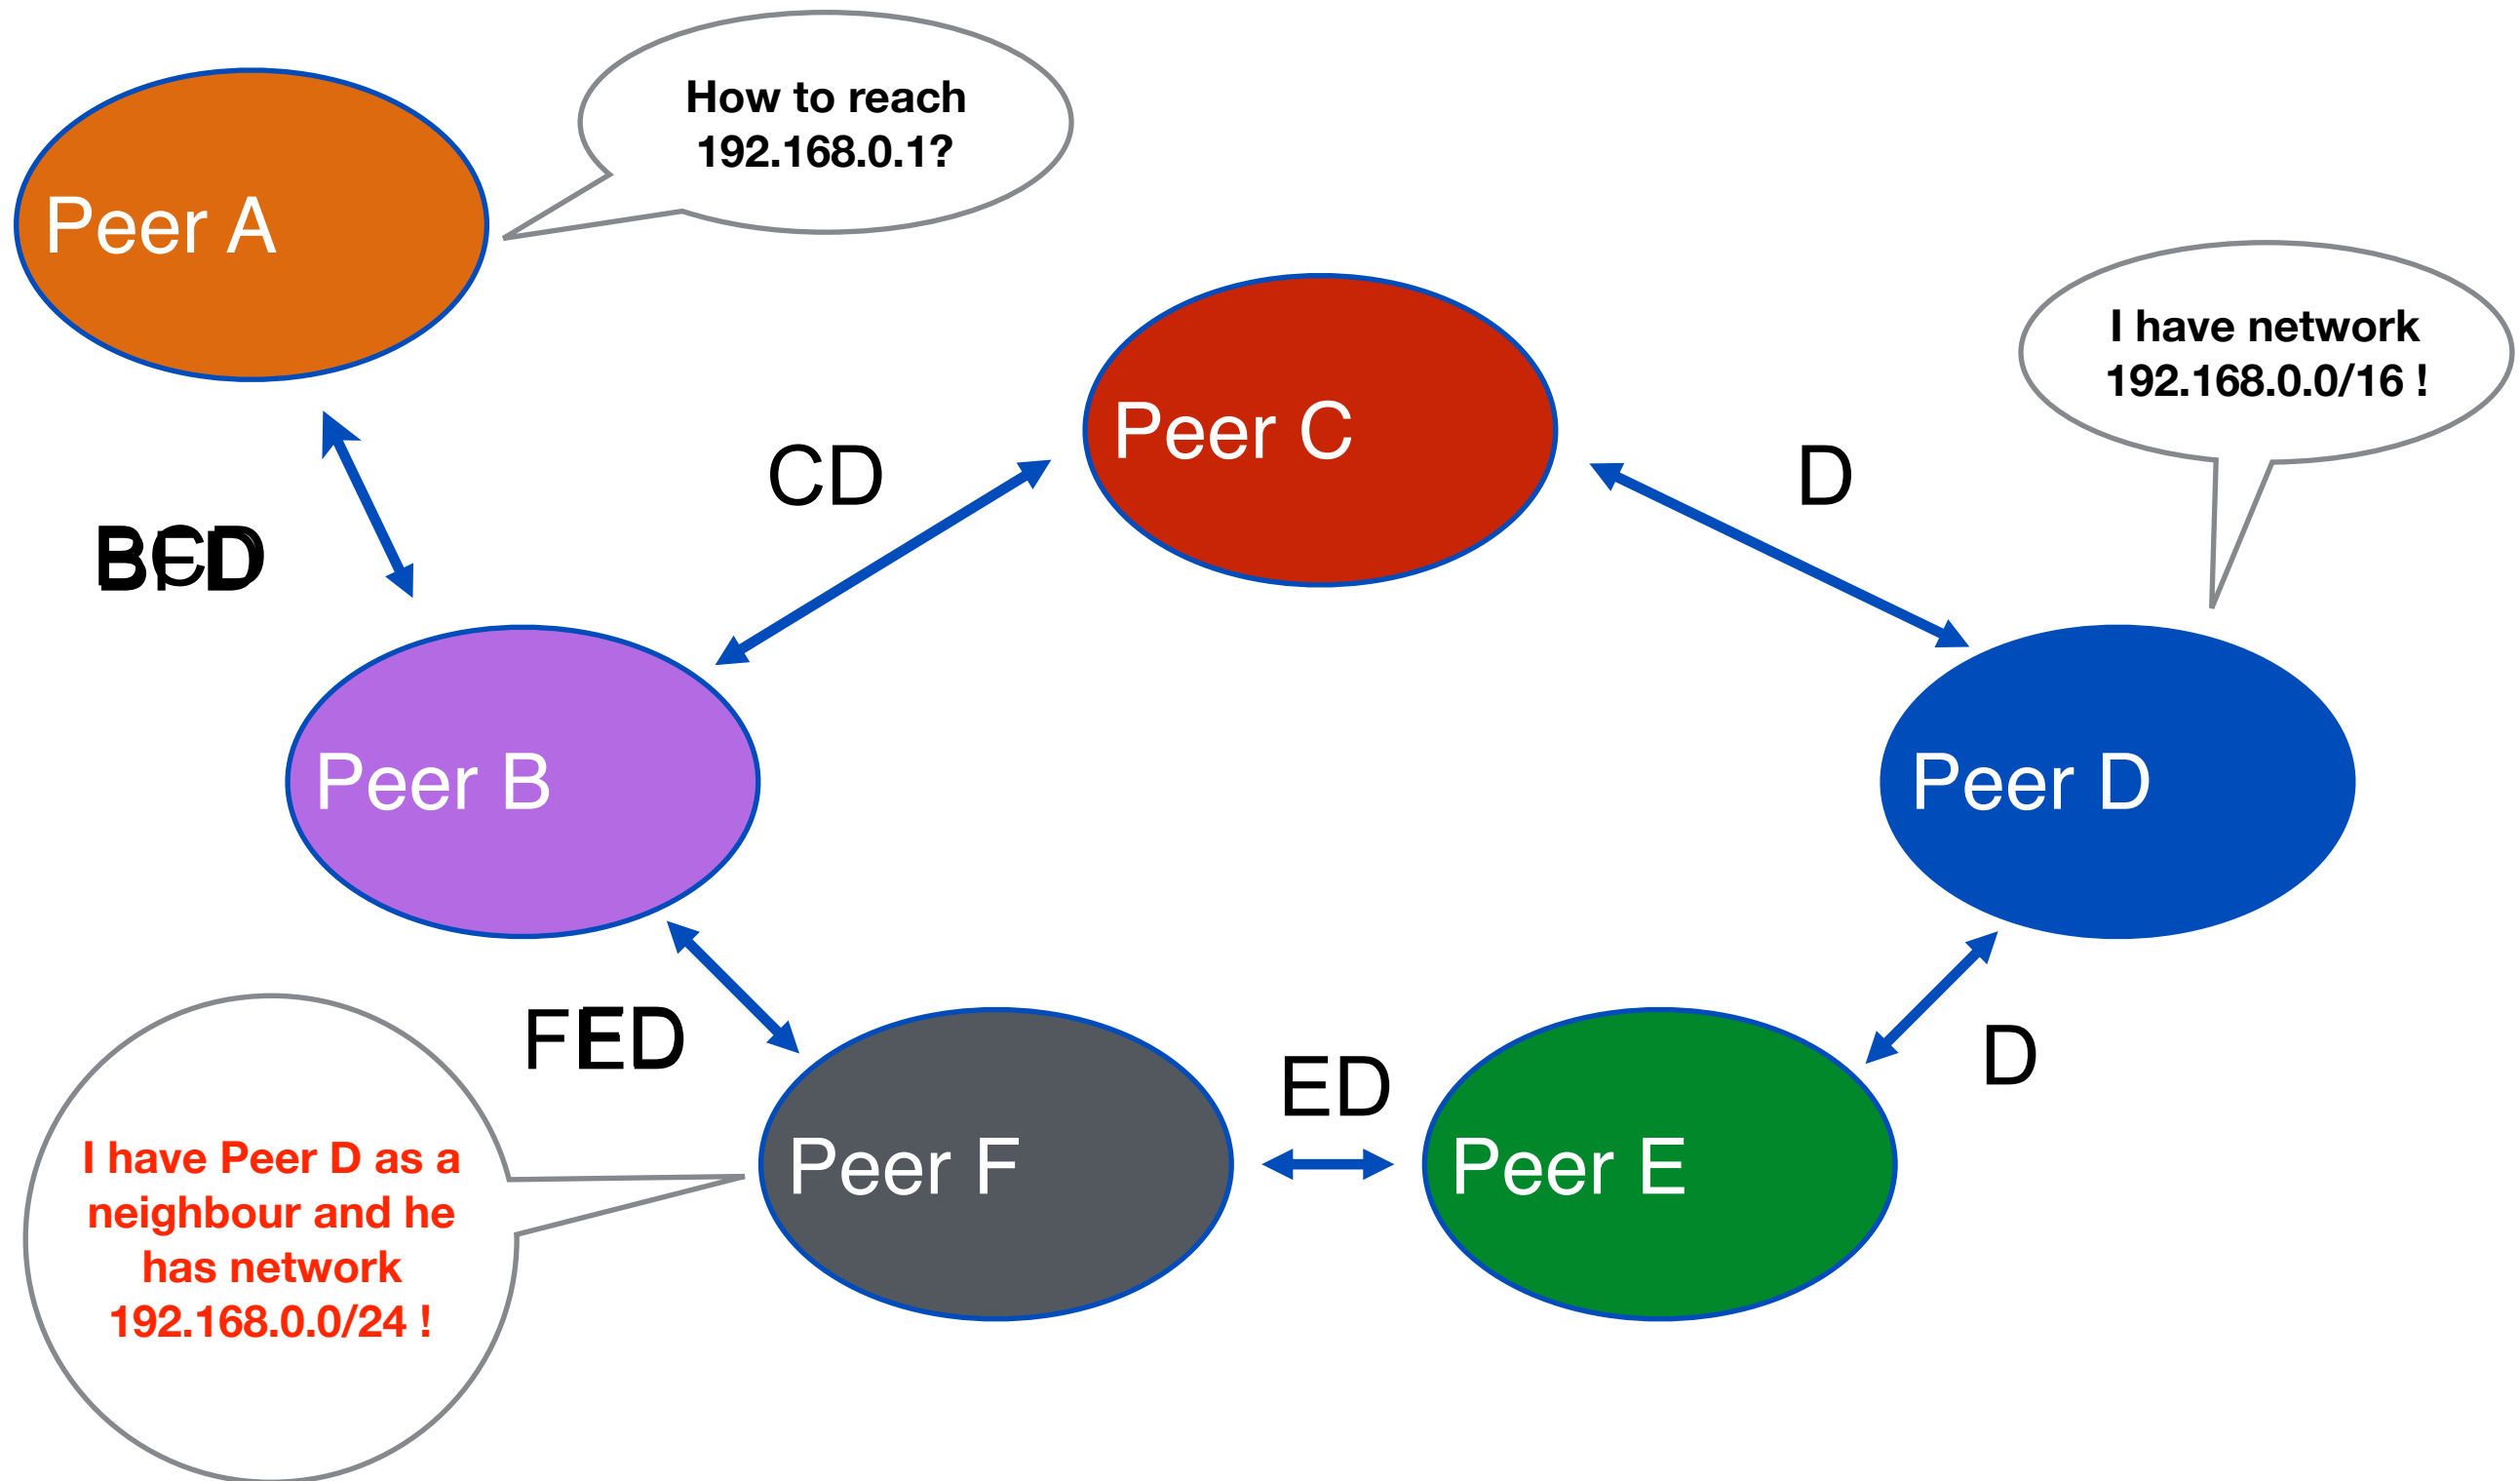 How to reach
192.168.0.1?
Peer A
I have network
192.168.0.0/16 !
Peer C
CD
D
Peer B
Peer D
FED
ED
D
I have Peer D as a
neighbour and he
has network
192.168.0.0/24 !
Peer F
Peer E